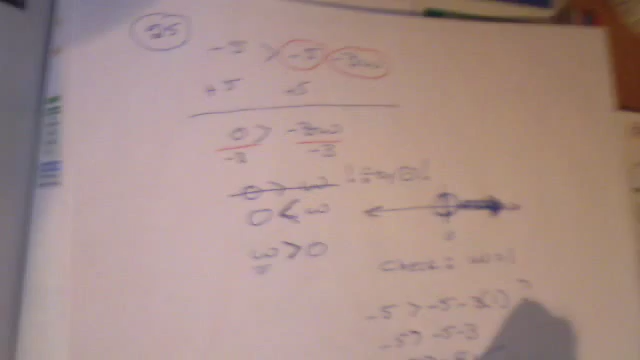 25
-5 > -5 -3w
+5 -5
0 > -3w
-3 -3
0 > w
0 < w
0
w > 0
check: w=1
-5 > -5-3(1) ?
-5 > -5-3